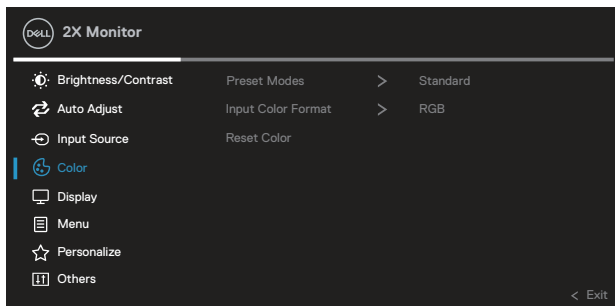 DELL 2X Monitor
Brightness/Contrast Preset Modes > Standard
Auto Adjust Input Color Format > RGB
Input Source Reset Color
Color
Display
Menu
Personalize
Others
< Exit